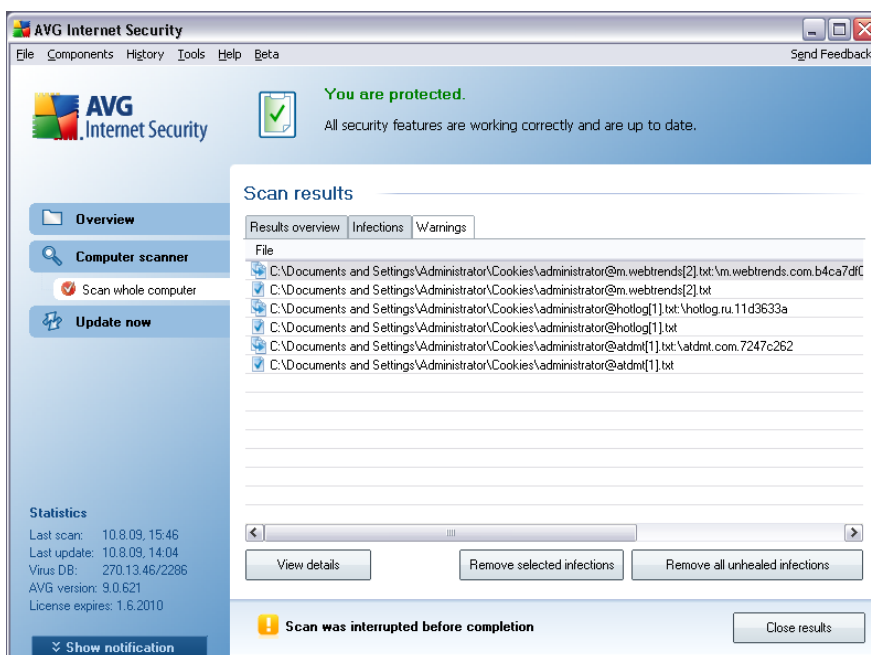 AVG Internet Security
File Components History Tools Help Beta
Send Feedback
AVG
Internet Security
You are protected.
All security features are working correctly and are up to date.
Overview
Computer scanner
Scan whole computer
Update now
Scan results
Results overview Infections Warnings
File
C:\Documents and Settings\Administrator\Cookies\administrator@m.webtrends[2].txt:\m.webtrends.com.b4ca7df0
C:\Documents and Settings\Administrator\Cookies\administrator@m.webtrends[2].txt
C:\Documents and Settings\Administrator\Cookies\administrator@hotlog[1].txt:\hotlog.ru.11d3633a
C:\Documents and Settings\Administrator\Cookies\administrator@hotlog[1].txt
C:\Documents and Settings\Administrator\Cookies\administrator@atdmt[1].txt:\atdmt.com.7247c262
C:\Documents and Settings\Administrator\Cookies\administrator@atdmt[1].txt
Statistics
Last scan: 10.8.09, 15:46
Last update: 10.8.09, 14:04
Virus DB: 270.13.46/2286
AVG version: 9.0.621
License expires: 1.6.2010
Show notification
View details
Remove selected infections
Remove all unhealed infections
Scan was interrupted before completion
Close results